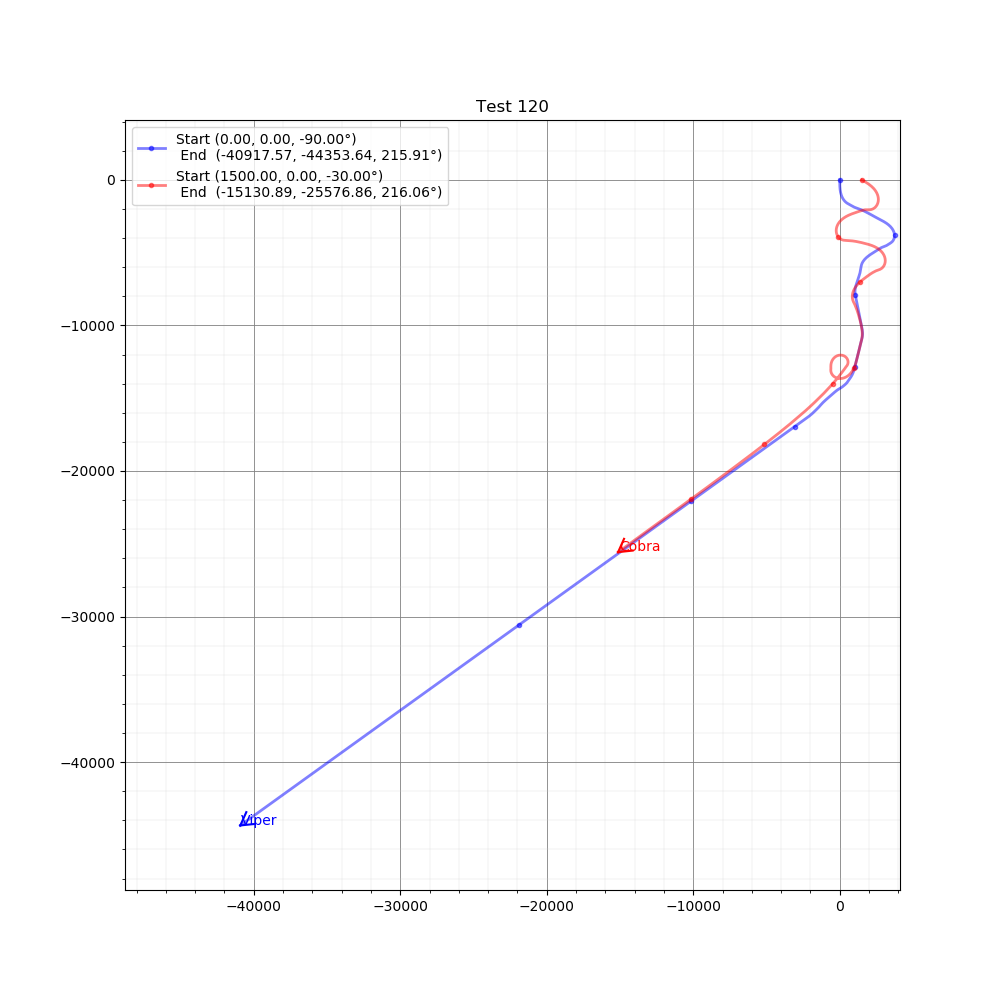 Test 120
Start (0.00, 0.00, -90.00°)
End (-40917.57, -44353.64, 215.91°)
Start (1500.00, 0.00, -30.00°)
End (-15130.89, -25576.86, 216.06°)
0
−10000
−20000
−30000
−40000
Cobra
Viper
−40000
−30000
−20000
−10000
0